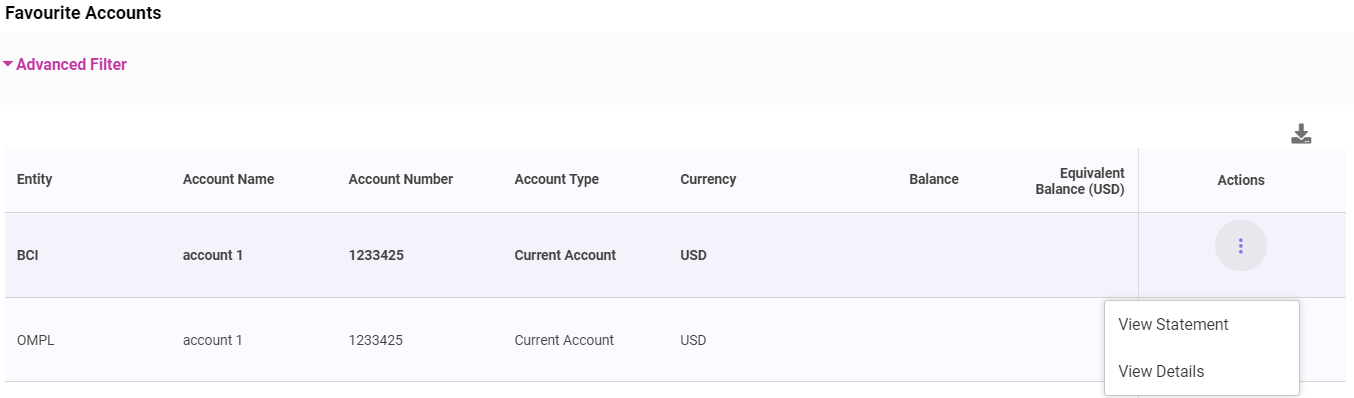 Favourite Accounts
Advanced Filter
Entity Account Name Account Number Account Type Currency Balance Equivalent Balance (USD) Actions
BCI account 1 1233425 Current Account USD
OMPL account 1 1233425 Current Account USD
View Statement
View Details